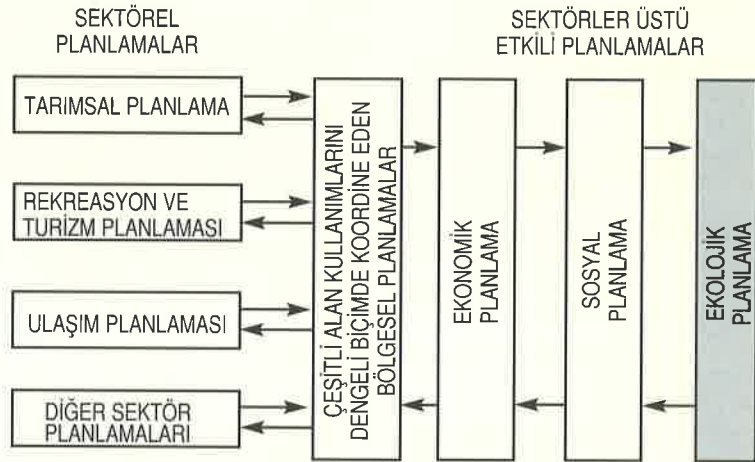 SEKTÖREL
PLANLAMALAR
SEKTÖRLER ÜSTÜ
ETKİLİ PLANLAMALAR
TARIMSAL PLANLAMA
REKREASYON VE
TURİZM PLANLAMASI
ULAŞIM PLANLAMASI
DİĞER SEKTÖR
PLANLAMALARI
ÇEŞİTLİ ALAN KULLANIMLARINI
DENGELİ BİÇİMDE KOORDİNE EDEN
BÖLGESEL PLANLAMALAR
EKONOMİK
PLANLAMA
SOSYAL
PLANLAMA
EKOLOJİK
PLANLAMA